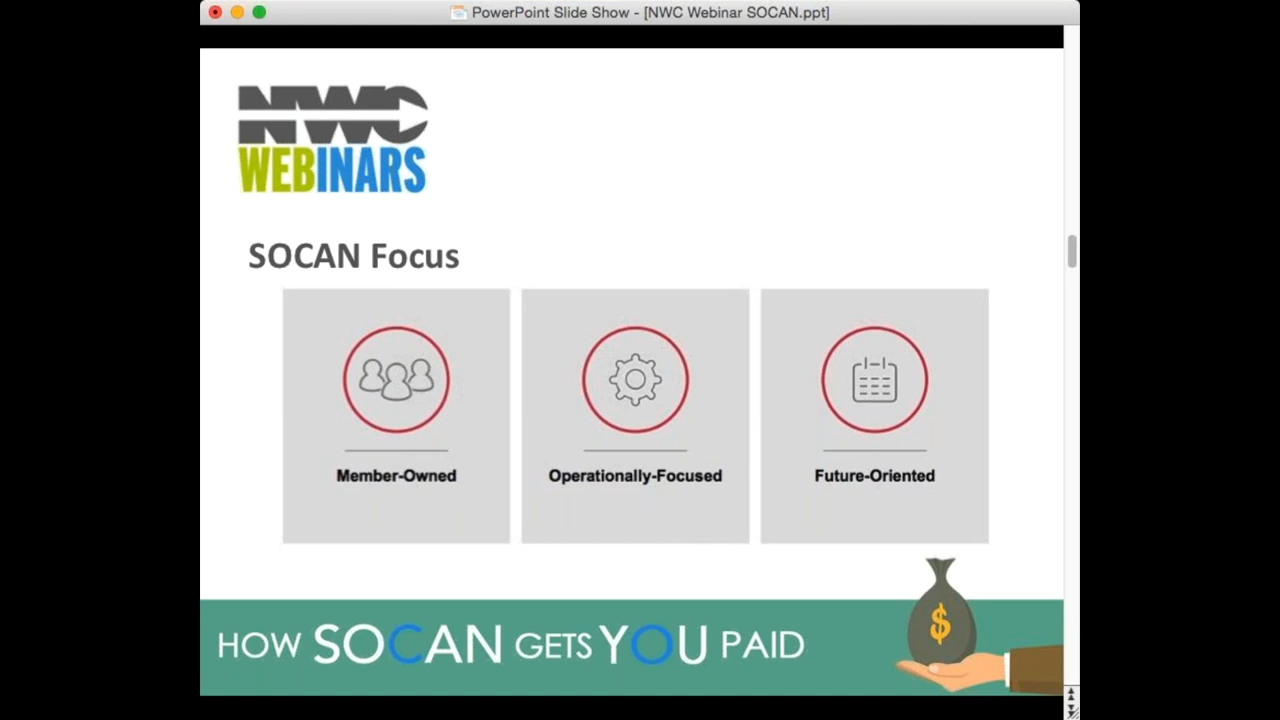 PowerPoint Slide Show - [NWC Webinar SOCAN.ppt]
NWC
WEBINARS
SOCAN Focus
Member-Owned
Operationally-Focused
Future-Oriented
$
HOW SOCAN GETS YOU PAID